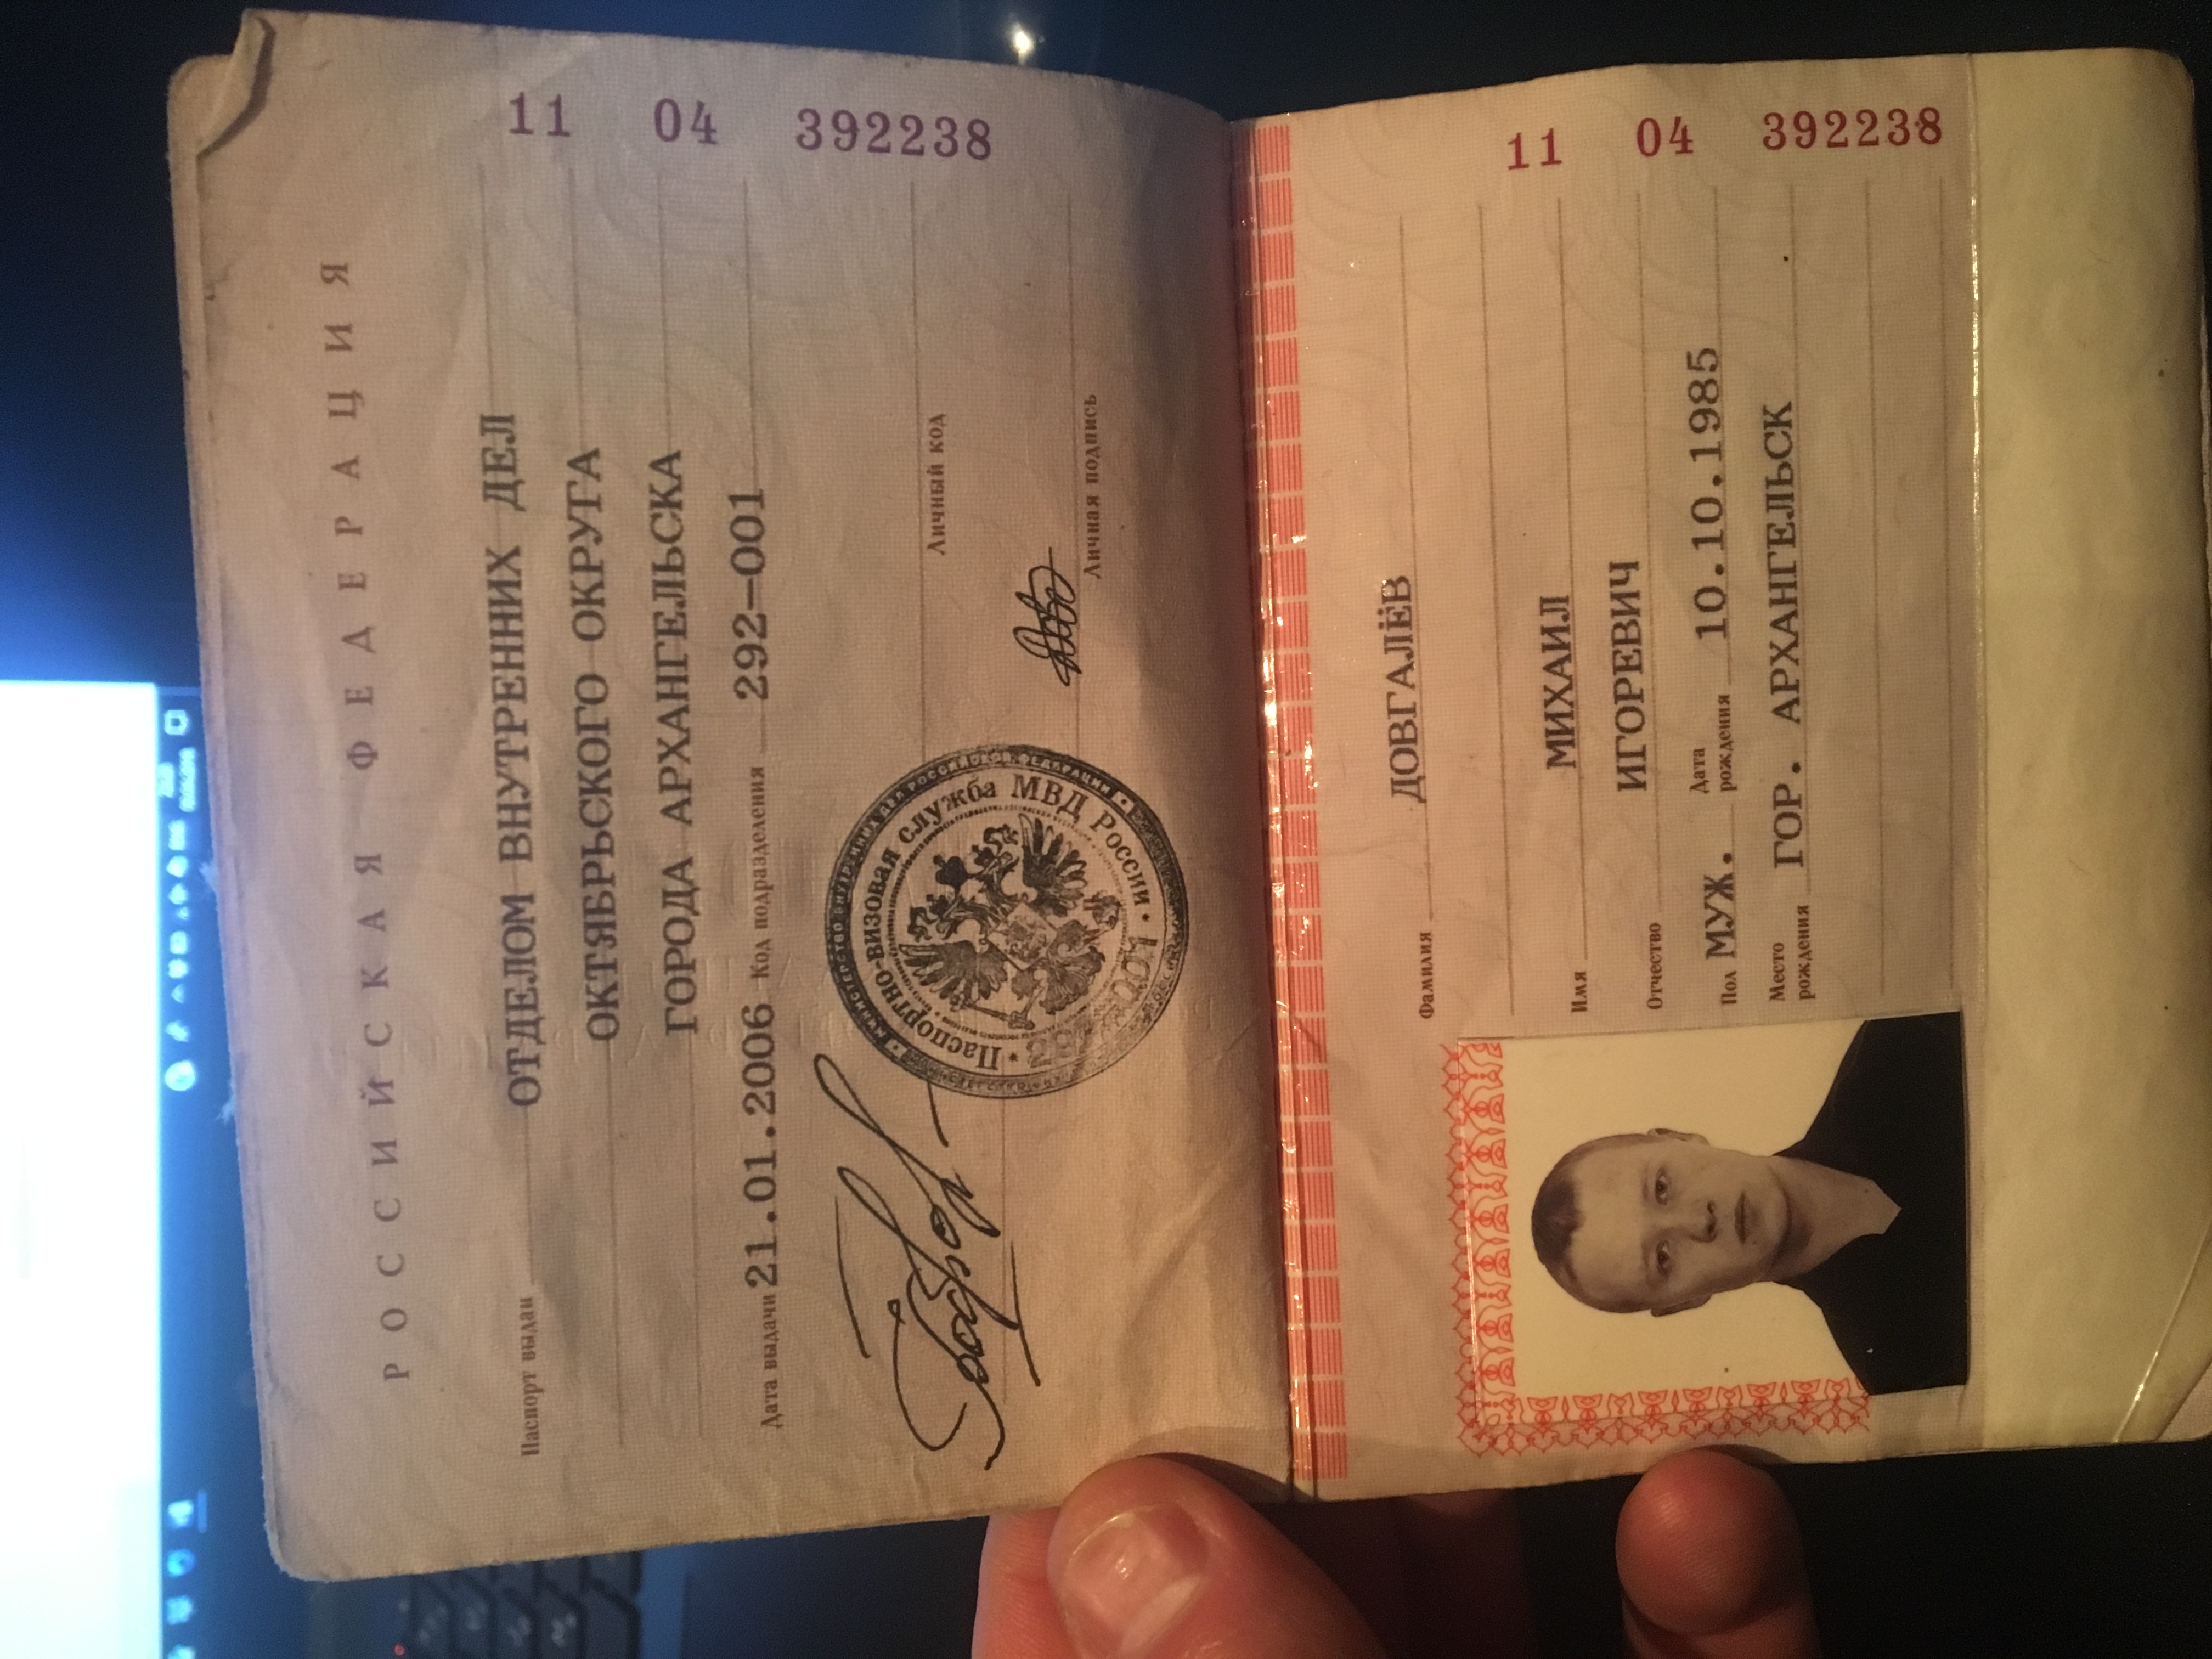 РОССИЙСКАЯ ФЕДЕРАЦИЯ
Паспорт выдан ОТДЕЛОМ ВНУТРЕННИХ ДЕЛ
ОКТЯБРЬСКОГО ОКРУГА
ГОРОДА АРХАНГЕЛЬСКА
Дата выдачи 21.01.2006 Код подразделения 292-001
11 04 392238
Паспортно-визовая служба МВД России
Личный код
Личная подпись
Фамилия ДОВГАЛЁВ
Имя МИХАИЛ
Отчество ИГОРЕВИЧ
Пол МУЖ. Дата рождения 10.10.1985
Место рождения ГОР. АРХАНГЕЛЬСК
11 04 392238